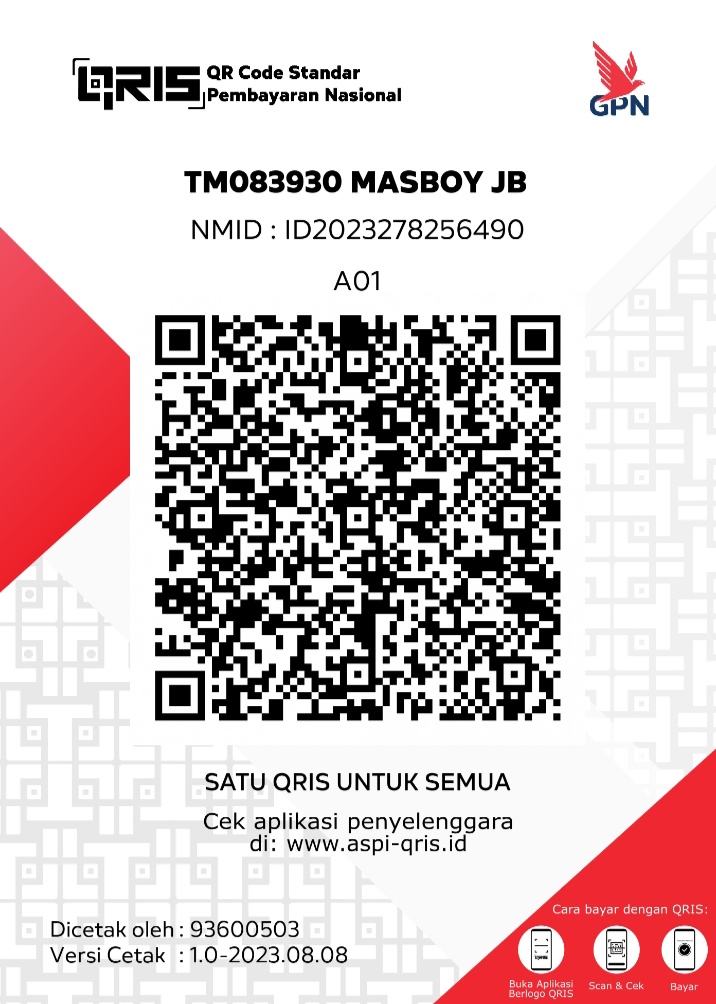 QRIS QR Code Standar
Pembayaran Nasional
GPN
TM083930 MASBOY JB
NMID : ID2023278256490
A01
SATU QRIS UNTUK SEMUA
Cek aplikasi penyelenggara
di: www.aspi-qris.id
Dicetak oleh : 93600503
Versi Cetak : 1.0-2023.08.08
Cara bayar dengan QRIS:
Buka Aplikasi
Berlogo QRIS
Scan & Cek
Bayar